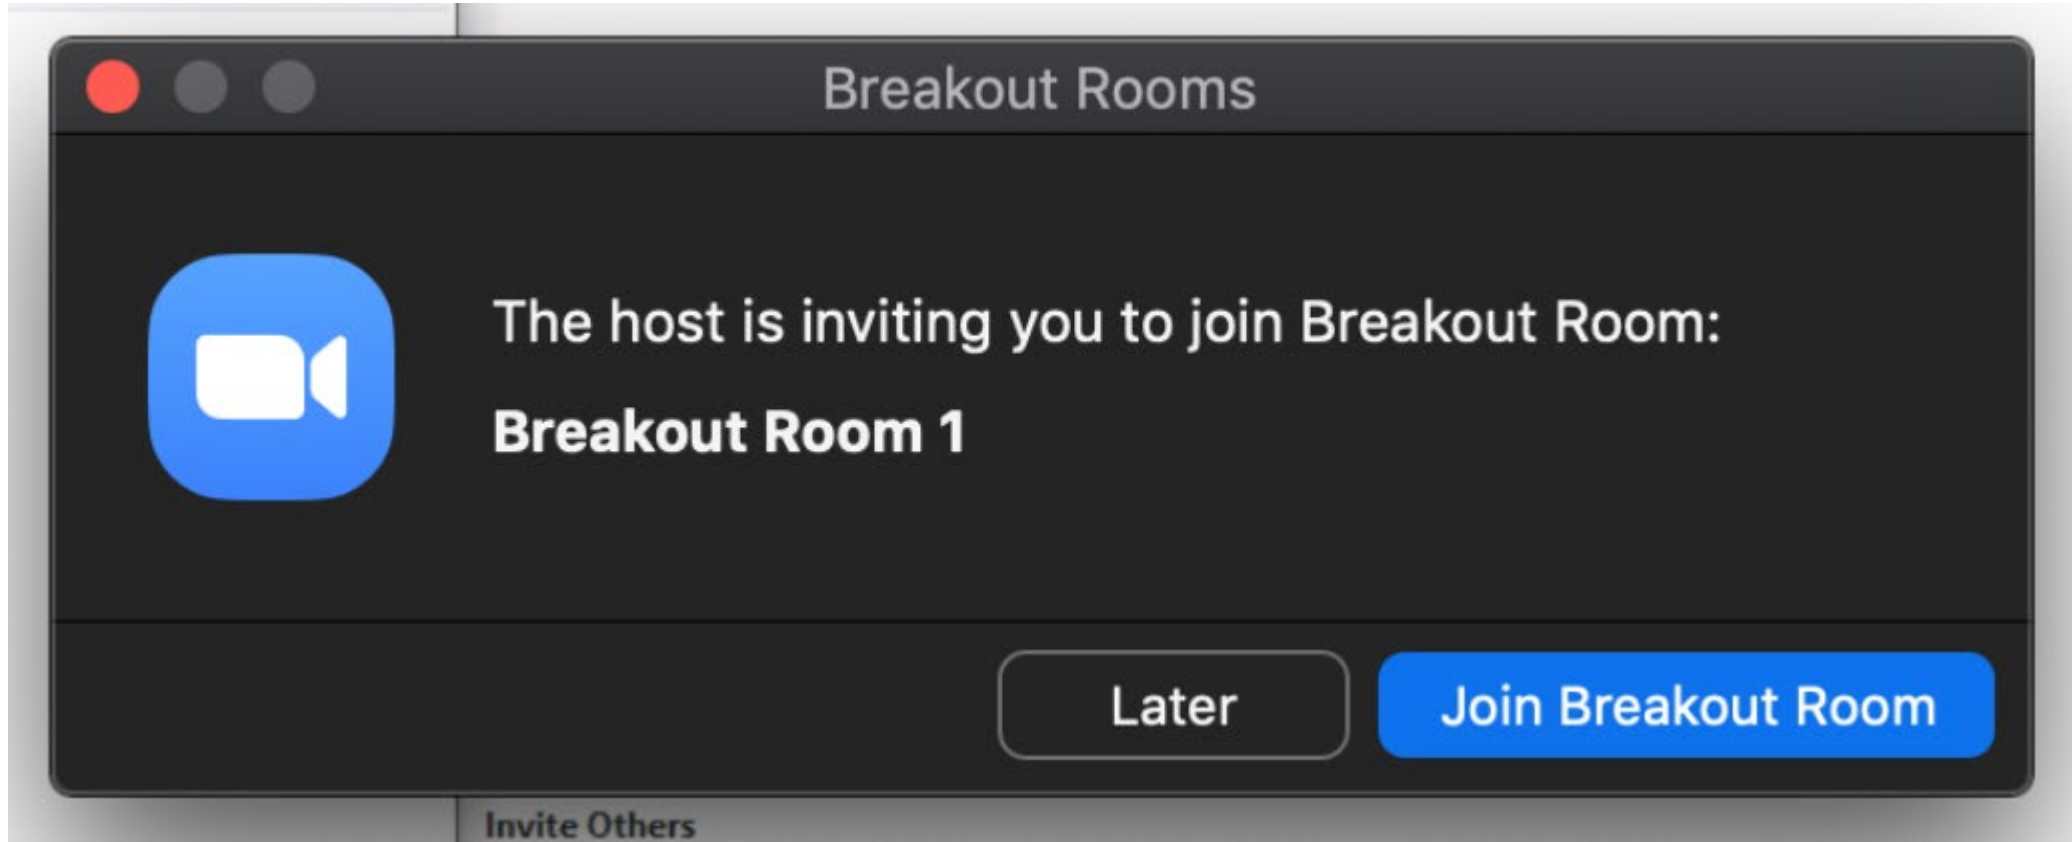 Breakout Rooms
The host is inviting you to join Breakout Room:
Breakout Room 1
Later
Join Breakout Room
Invite Others